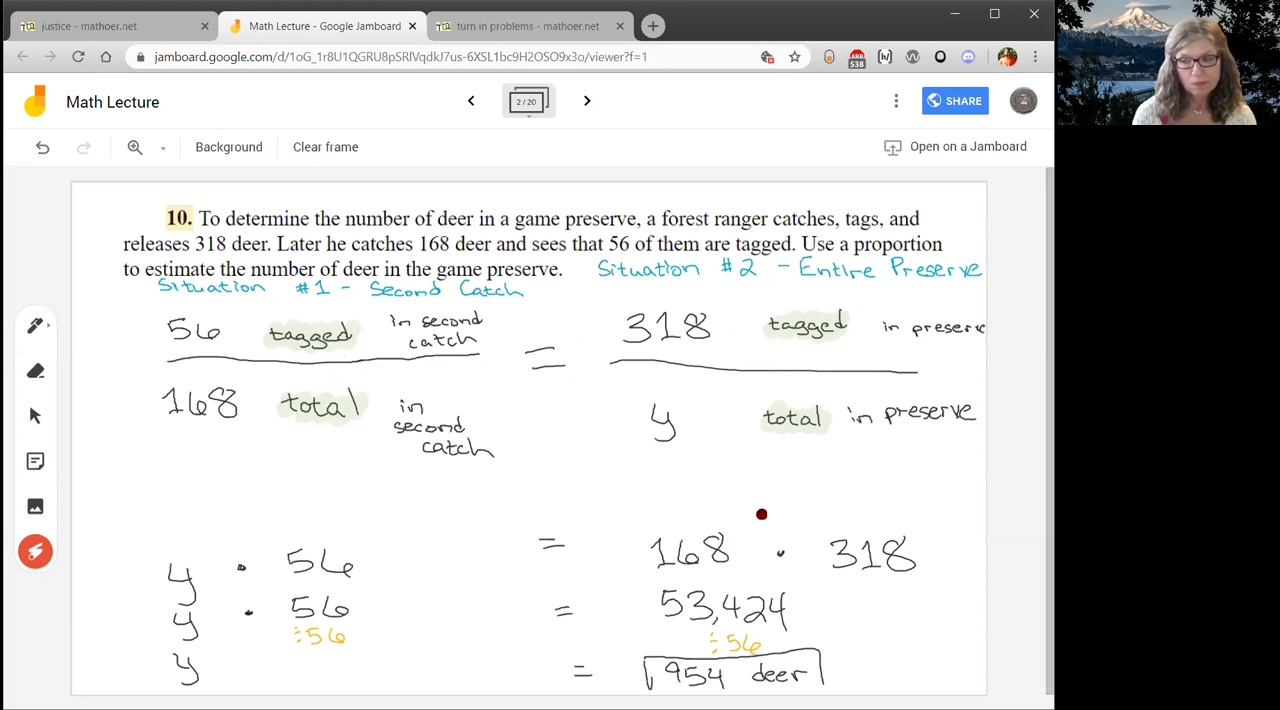 justice - mathoer.net
Math Lecture - Google Jamboard
turn in problems - mathoer.net
jamboard.google.com/d/1oG_1r8U1QGRU8pSRlVqdkJ7us-6XSL1bc9H2OSO9x3o/viewer?f=1
538
Math Lecture
2 / 20
SHARE
Background
Clear frame
Open on a Jamboard
10. To determine the number of deer in a game preserve, a forest ranger catches, tags, and
releases 318 deer. Later he catches 168 deer and sees that 56 of them are tagged. Use a proportion
to estimate the number of deer in the game preserve.
Situation #2 - Entire Preserve
Situation #1 - Second Catch
56 tagged in second catch = 318 tagged in preserve
168 total in second catch y total in preserve
y · 56 = 168 · 318
y · 56 = 53,424
÷56 ÷56
y = 954 deer